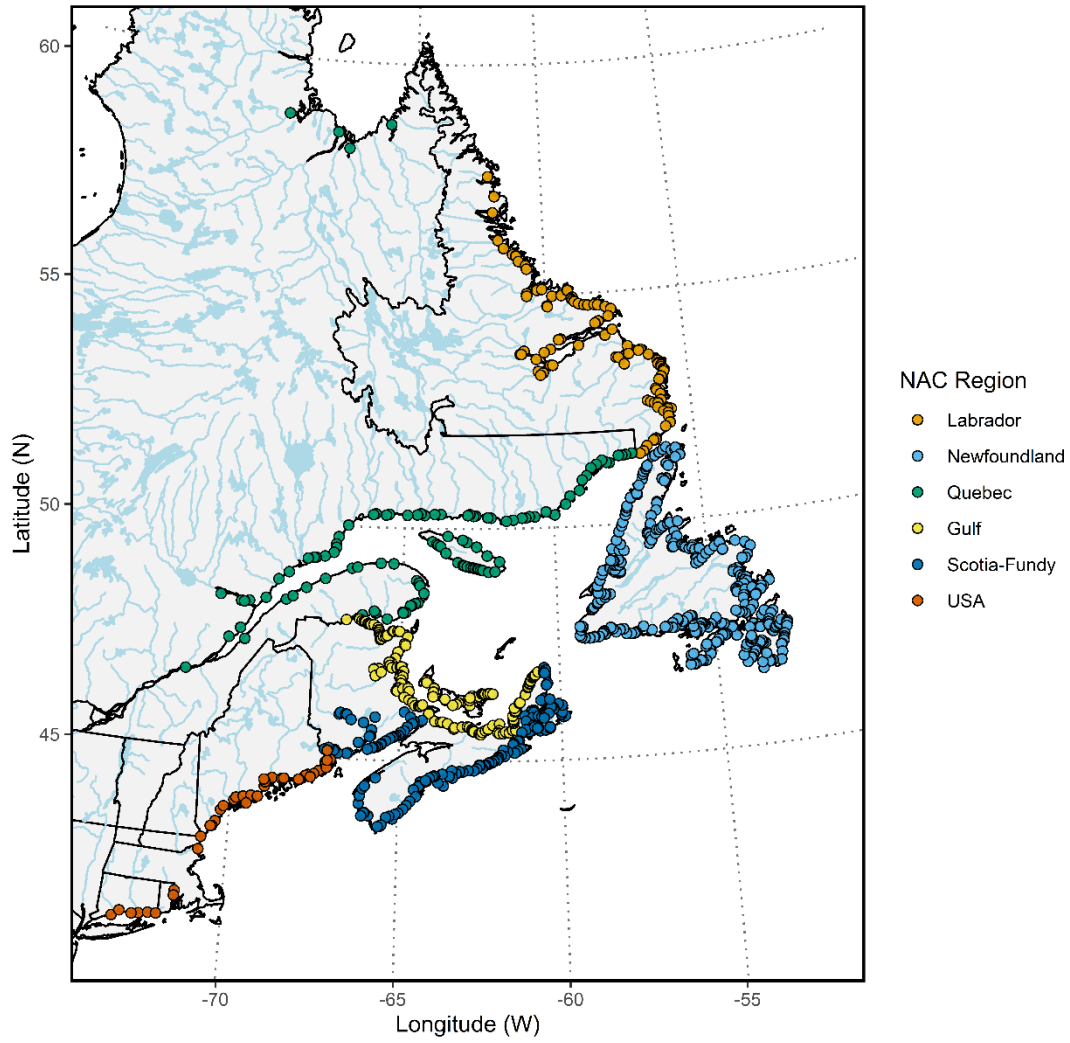 60
55
50
45
-70
-65
-60
-55
Latitude (N)
Longitude (W)
NAC Region
Labrador
Newfoundland
Quebec
Gulf
Scotia-Fundy
USA